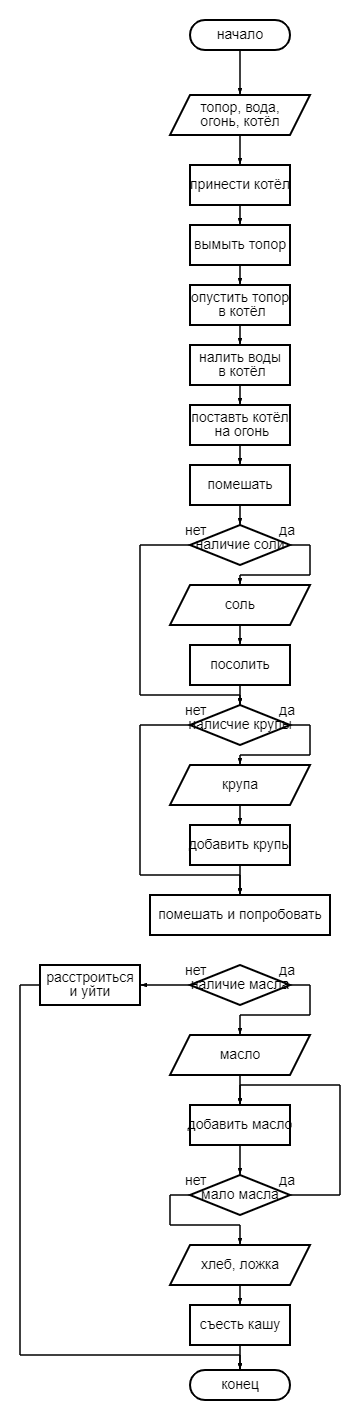 начало
топор, вода,
огонь, котёл
принести котёл
вымыть топор
опустить топор
в котёл
налить воды
в котёл
поставть котёл
на огонь
помешать
нет
да
наличие соли
соль
посолить
нет
да
налисчие крупы
крупа
добавить крупы
помешать и попробовать
расстроиться
и уйти
нет
да
наличие масла
масло
добавить масло
нет
да
мало масла
хлеб, ложка
съесть кашу
конец